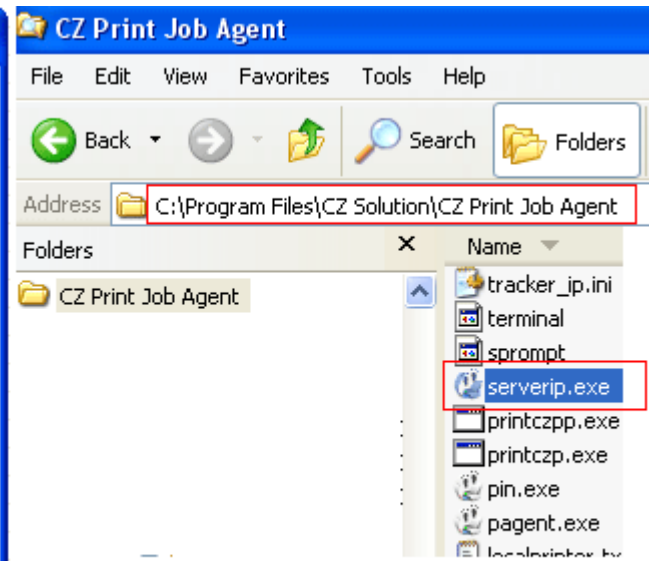 CZ Print Job Agent
File Edit View Favorites Tools Help
Back Search Folders
Address C:\Program Files\CZ Solution\CZ Print Job Agent
Folders × Name
CZ Print Job Agent
tracker_ip.ini
terminal
sprompt
serverip.exe
printczpp.exe
printczp.exe
pin.exe
pagent.exe